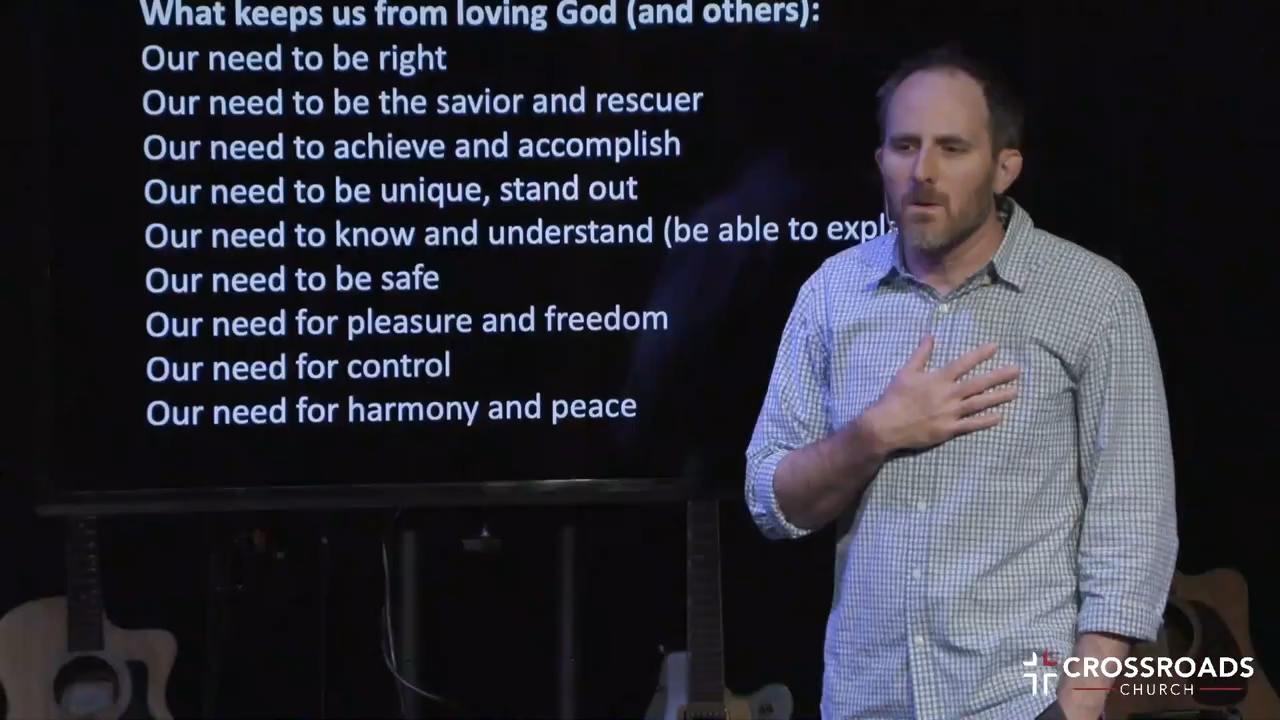 What keeps us from loving God (and others):
Our need to be right
Our need to be the savior and rescuer
Our need to achieve and accomplish
Our need to be unique, stand out
Our need to know and understand (be able to
Our need to be safe
Our need for pleasure and freedom
Our need for control
Our need for harmony and peace
CROSSROADS
CHURCH